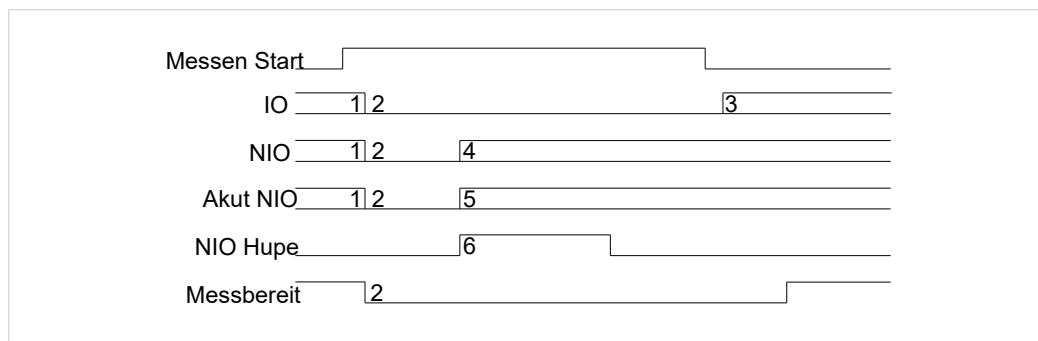 Messen Start
IO 1 2 3
NIO 1 2 4
Akut NIO 1 2 5
NIO Hupe 6
Messbereit 2